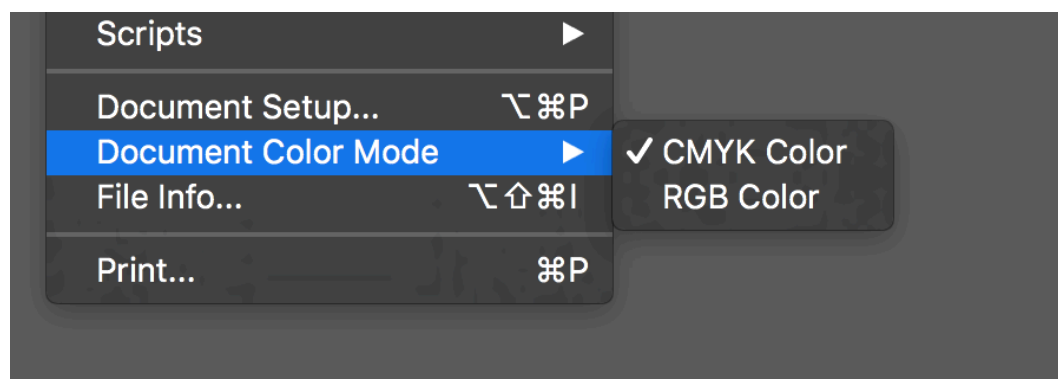 Scripts ▶
Document Setup... ⌥⌘P
Document Color Mode ▶
✓ CMYK Color
File Info... ⌥⇧⌘I
RGB Color
Print... ⌘P